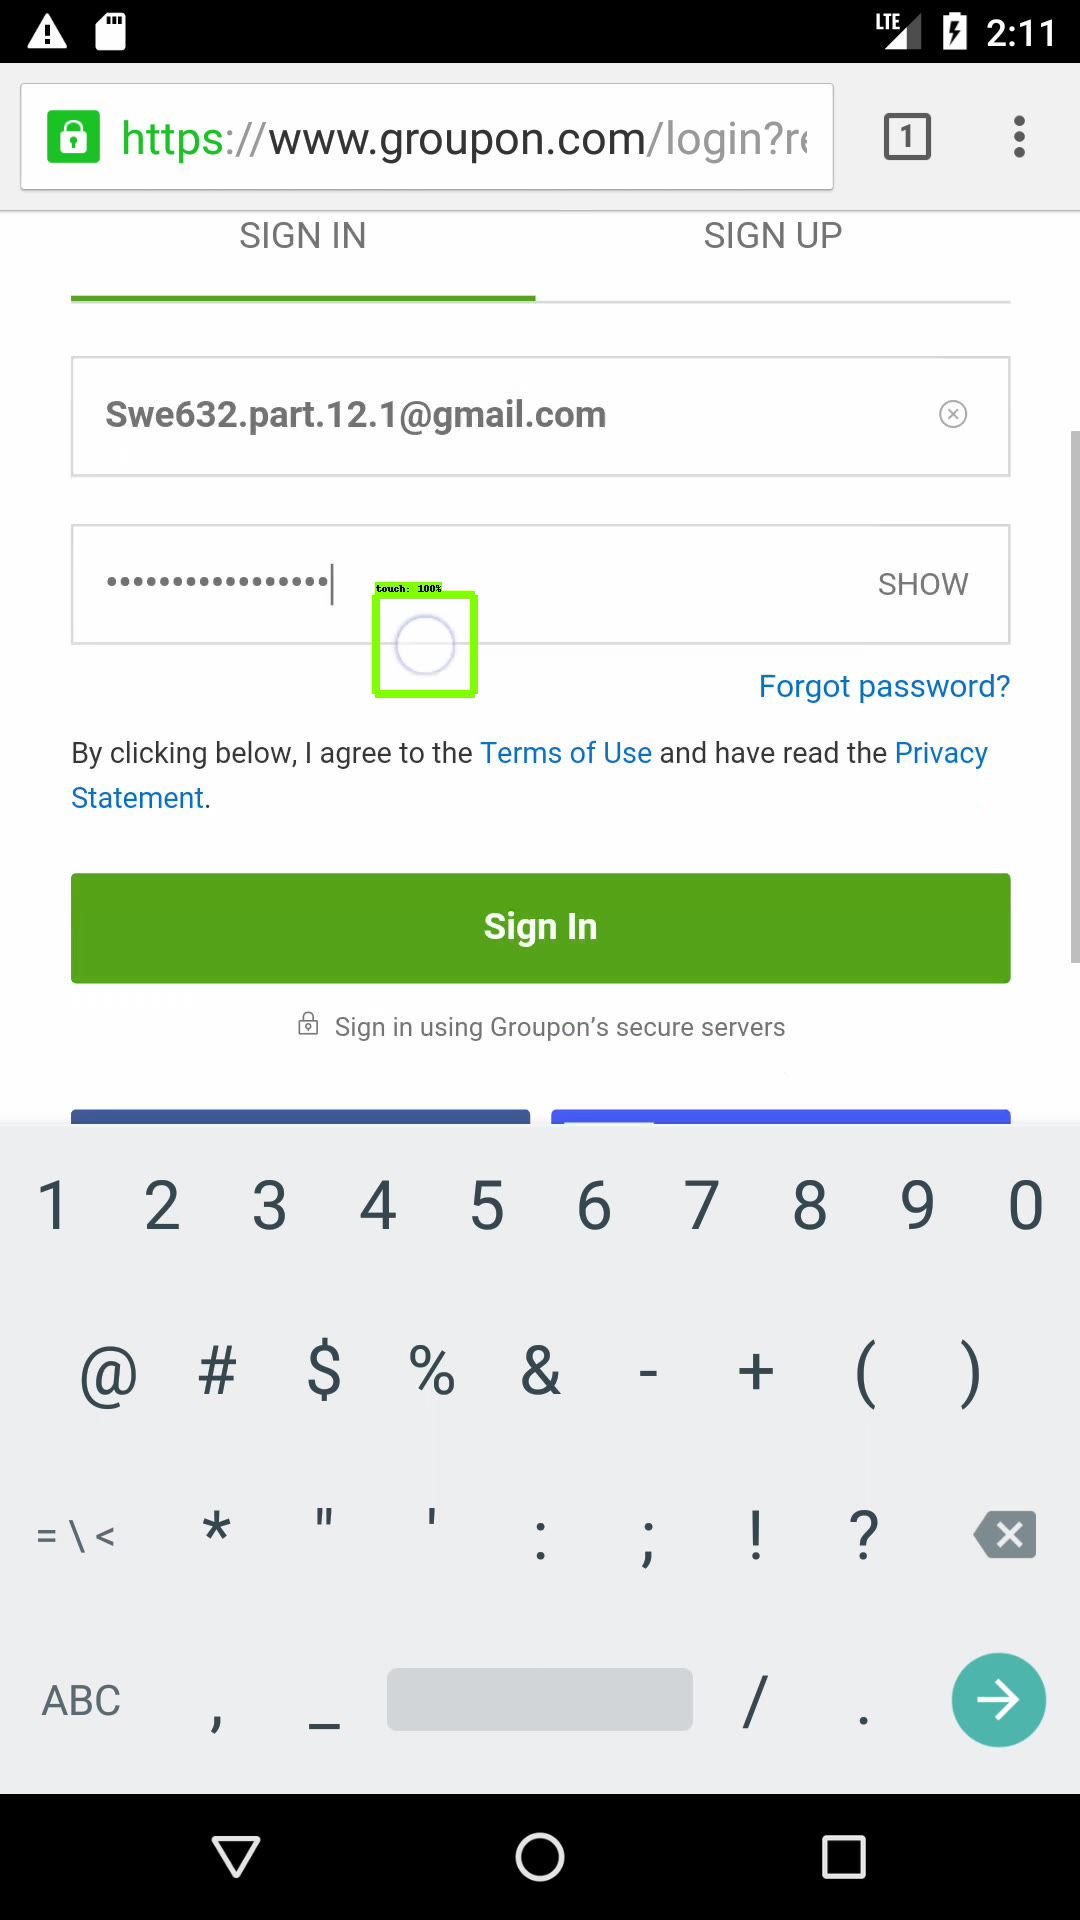 LTE 2:11
https://www.groupon.com/login?re
1
SIGN IN SIGN UP
Swe632.part.12.1@gmail.com
••••••••••••••••• SHOW
touch: 100%
Forgot password?
By clicking below, I agree to the Terms of Use and have read the Privacy
Statement.
Sign In
Sign in using Groupon’s secure servers
1 2 3 4 5 6 7 8 9 0
@ # $ % & - + ( )
= \ < * " ' : ; ! ?
ABC , _ / .